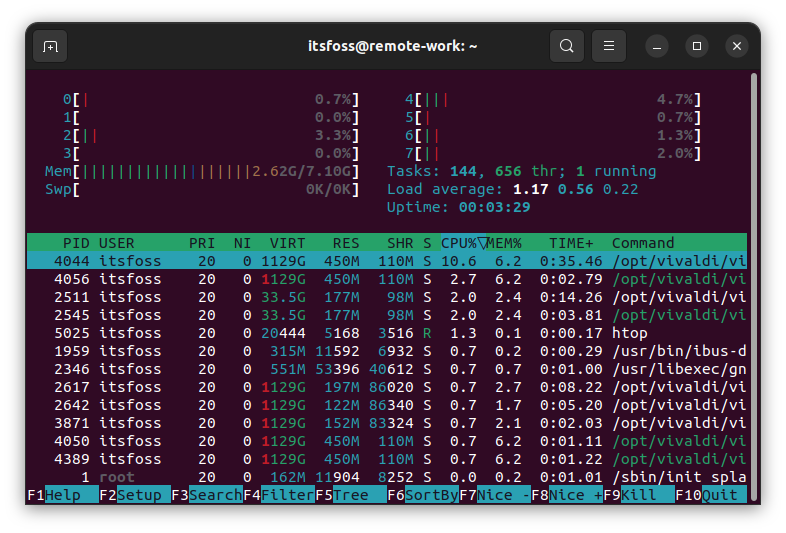 itsfoss@remote-work: ~
0[| 0.7%] 4[||| 4.7%]
1[ 0.0%] 5[| 0.7%]
2[|| 3.3%] 6[|| 1.3%]
3[ 0.0%] 7[|| 2.0%]
Mem[|||||||||||||||||||2.62G/7.10G] Tasks: 144, 656 thr; 1 running
Swp[ 0K/0K] Load average: 1.17 0.56 0.22
Uptime: 00:03:29
PID USER PRI NI VIRT RES SHR S CPU%▽MEM% TIME+ Command
4044 itsfoss 20 0 1129G 450M 110M S 10.6 6.2 0:35.46 /opt/vivaldi/vi
4056 itsfoss 20 0 1129G 450M 110M S 2.7 6.2 0:02.79 /opt/vivaldi/vi
2511 itsfoss 20 0 33.5G 177M 98M S 2.0 2.4 0:14.26 /opt/vivaldi/vi
2545 itsfoss 20 0 33.5G 177M 98M S 2.0 2.4 0:03.81 /opt/vivaldi/vi
5025 itsfoss 20 0 20444 5168 3516 R 1.3 0.1 0:00.17 htop
1959 itsfoss 20 0 315M 11592 6932 S 0.7 0.2 0:00.29 /usr/bin/ibus-d
2346 itsfoss 20 0 551M 53396 40612 S 0.7 0.7 0:01.00 /usr/libexec/gn
2617 itsfoss 20 0 1129G 197M 86020 S 0.7 2.7 0:08.22 /opt/vivaldi/vi
2642 itsfoss 20 0 1129G 122M 86340 S 0.7 1.7 0:05.20 /opt/vivaldi/vi
3871 itsfoss 20 0 1129G 152M 83324 S 0.7 2.1 0:02.03 /opt/vivaldi/vi
4050 itsfoss 20 0 1129G 450M 110M S 0.7 6.2 0:01.11 /opt/vivaldi/vi
4389 itsfoss 20 0 1129G 450M 110M S 0.7 6.2 0:01.22 /opt/vivaldi/vi
1 root 20 0 162M 11904 8252 S 0.0 0.2 0:01.01 /sbin/init spla
F1Help F2Setup F3SearchF4FilterF5Tree F6SortByF7Nice -F8Nice +F9Kill F10Quit